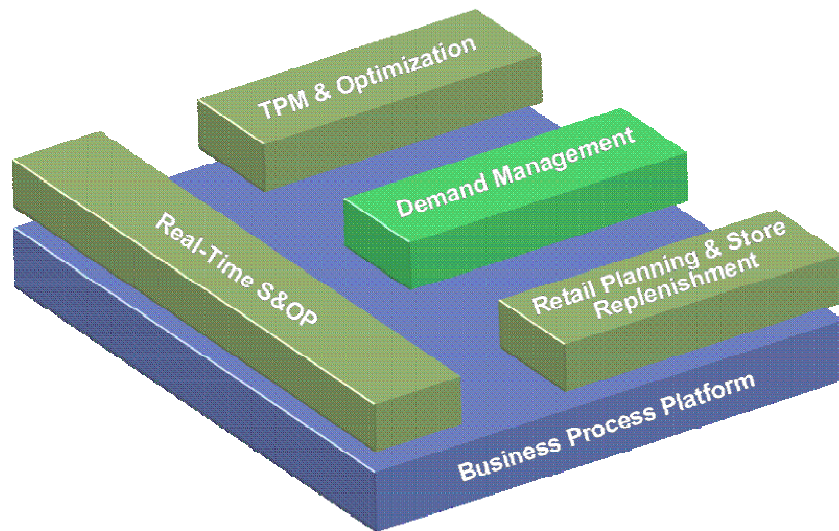 TPM & Optimization
Demand Management
Real-Time S&OP
Retail Planning & Store
Replenishment
Business Process Platform